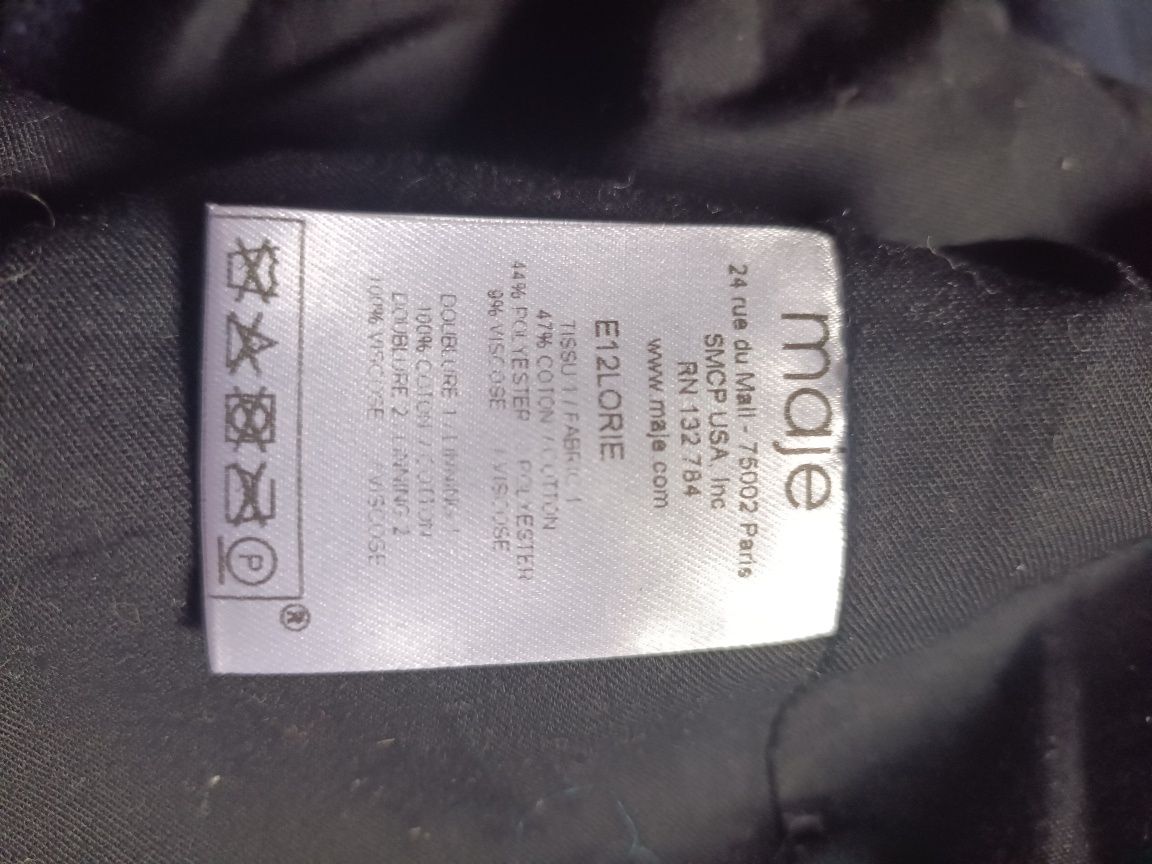 maje
24 rue du Mail - 75002 Paris
SMCP USA, Inc
RN 132 784
www.maje.com
E12LORIE
TISSU 1 / FABRIC 1
47% COTON / COTTON
44% POLYESTER POLYESTER
9% VISCOSE / VISCOSE
DOUBLURE 1 / LINNING 1
100% COTON / COTTON
DOUBLURE 2 LINNING 2
100% VISCOSE VISCOSE
P
®